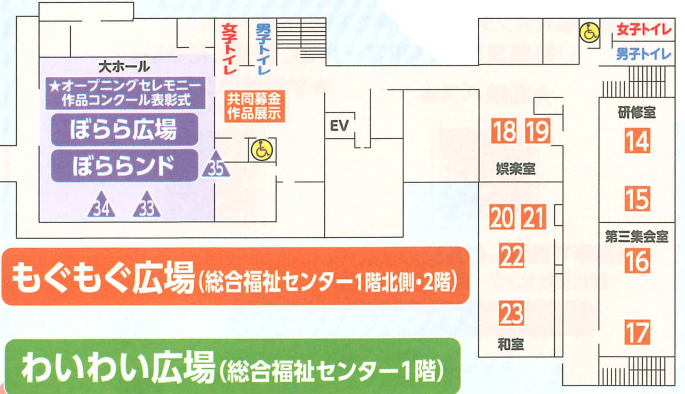 女子トイレ
男子トイレ
大ホール
★オープニングセレモニー
作品コンクール表彰式
ぼらら広場
ぼららンド
35
34
33
共同募金
作品展示
EV
女子トイレ
男子トイレ
18
19
娯楽室
研修室
14
15
20
21
22
23
和室
第三集会室
16
17
もぐもぐ広場(総合福祉センター1階北側・2階)
わいわい広場(総合福祉センター1階)